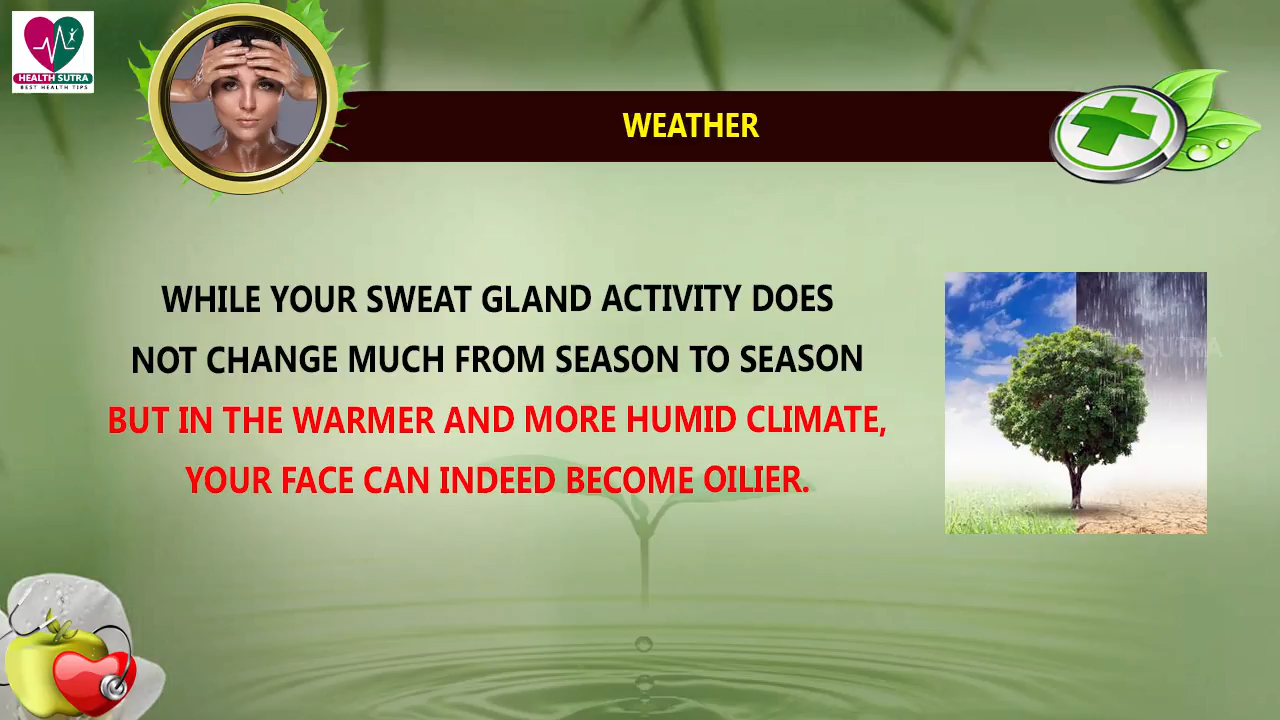 HEALTH SUTRA
BEST HEALTH TIPS
WEATHER
WHILE YOUR SWEAT GLAND ACTIVITY DOES
NOT CHANGE MUCH FROM SEASON TO SEASON
BUT IN THE WARMER AND MORE HUMID CLIMATE,
YOUR FACE CAN INDEED BECOME OILIER.
SUTRA